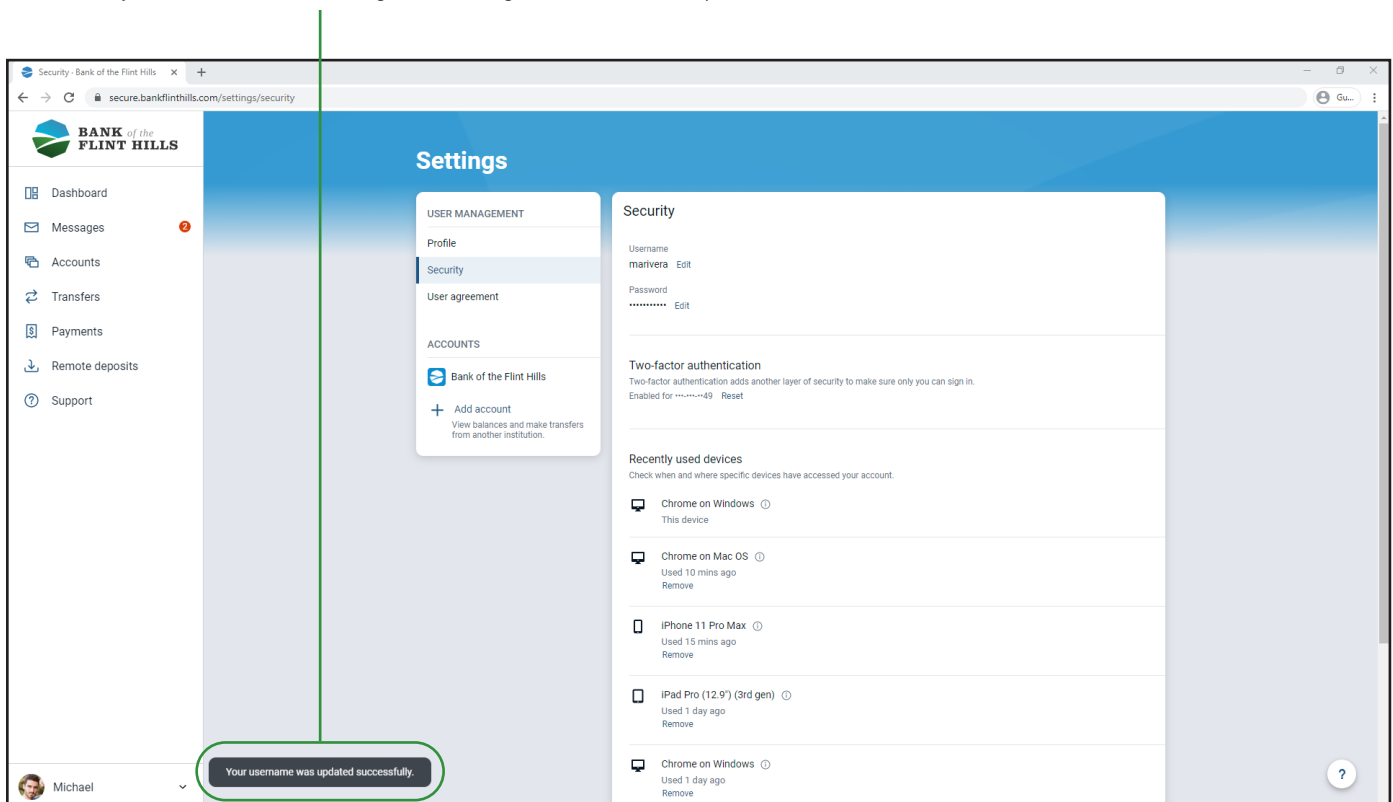 Security - Bank of the Flint Hills
secure.bankflinthills.com/settings/security
Gu...
BANK of the
FLINT HILLS
Dashboard
Messages 2
Accounts
Transfers
Payments
Remote deposits
Support
Michael
Settings
USER MANAGEMENT
Profile
Security
User agreement
ACCOUNTS
Bank of the Flint Hills
Add account
View balances and make transfers
from another institution.
Security
Username
marivera Edit
Password
••••••••••• Edit
Two-factor authentication
Two-factor authentication adds another layer of security to make sure only you can sign in.
Enabled for •••-•••-••49 Reset
Recently used devices
Check when and where specific devices have accessed your account.
Chrome on Windows
This device
Chrome on Mac OS
Used 10 mins ago
Remove
iPhone 11 Pro Max
Used 15 mins ago
Remove
iPad Pro (12.9") (3rd gen)
Used 1 day ago
Remove
Chrome on Windows
Used 1 day ago
Remove
Your username was updated successfully.
?